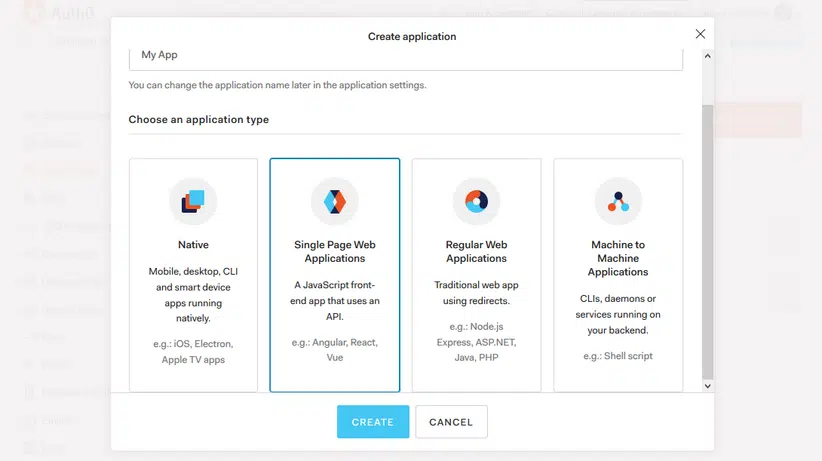 Auth0
Create application
My App
You can change the application name later in the application settings.
Choose an application type
Native
Mobile, desktop, CLI
and smart device
apps running
natively.
e.g.: iOS, Electron,
Apple TV apps
Single Page Web
Applications
A JavaScript front-
end app that uses an
API.
e.g.: Angular, React,
Vue
Regular Web
Applications
Traditional web app
using redirects.
e.g.: Node.js
Express, ASP.NET,
Java, PHP
Machine to
Machine
Applications
CLIs, daemons or
services running on
your backend.
e.g.: Shell script
CREATE
CANCEL